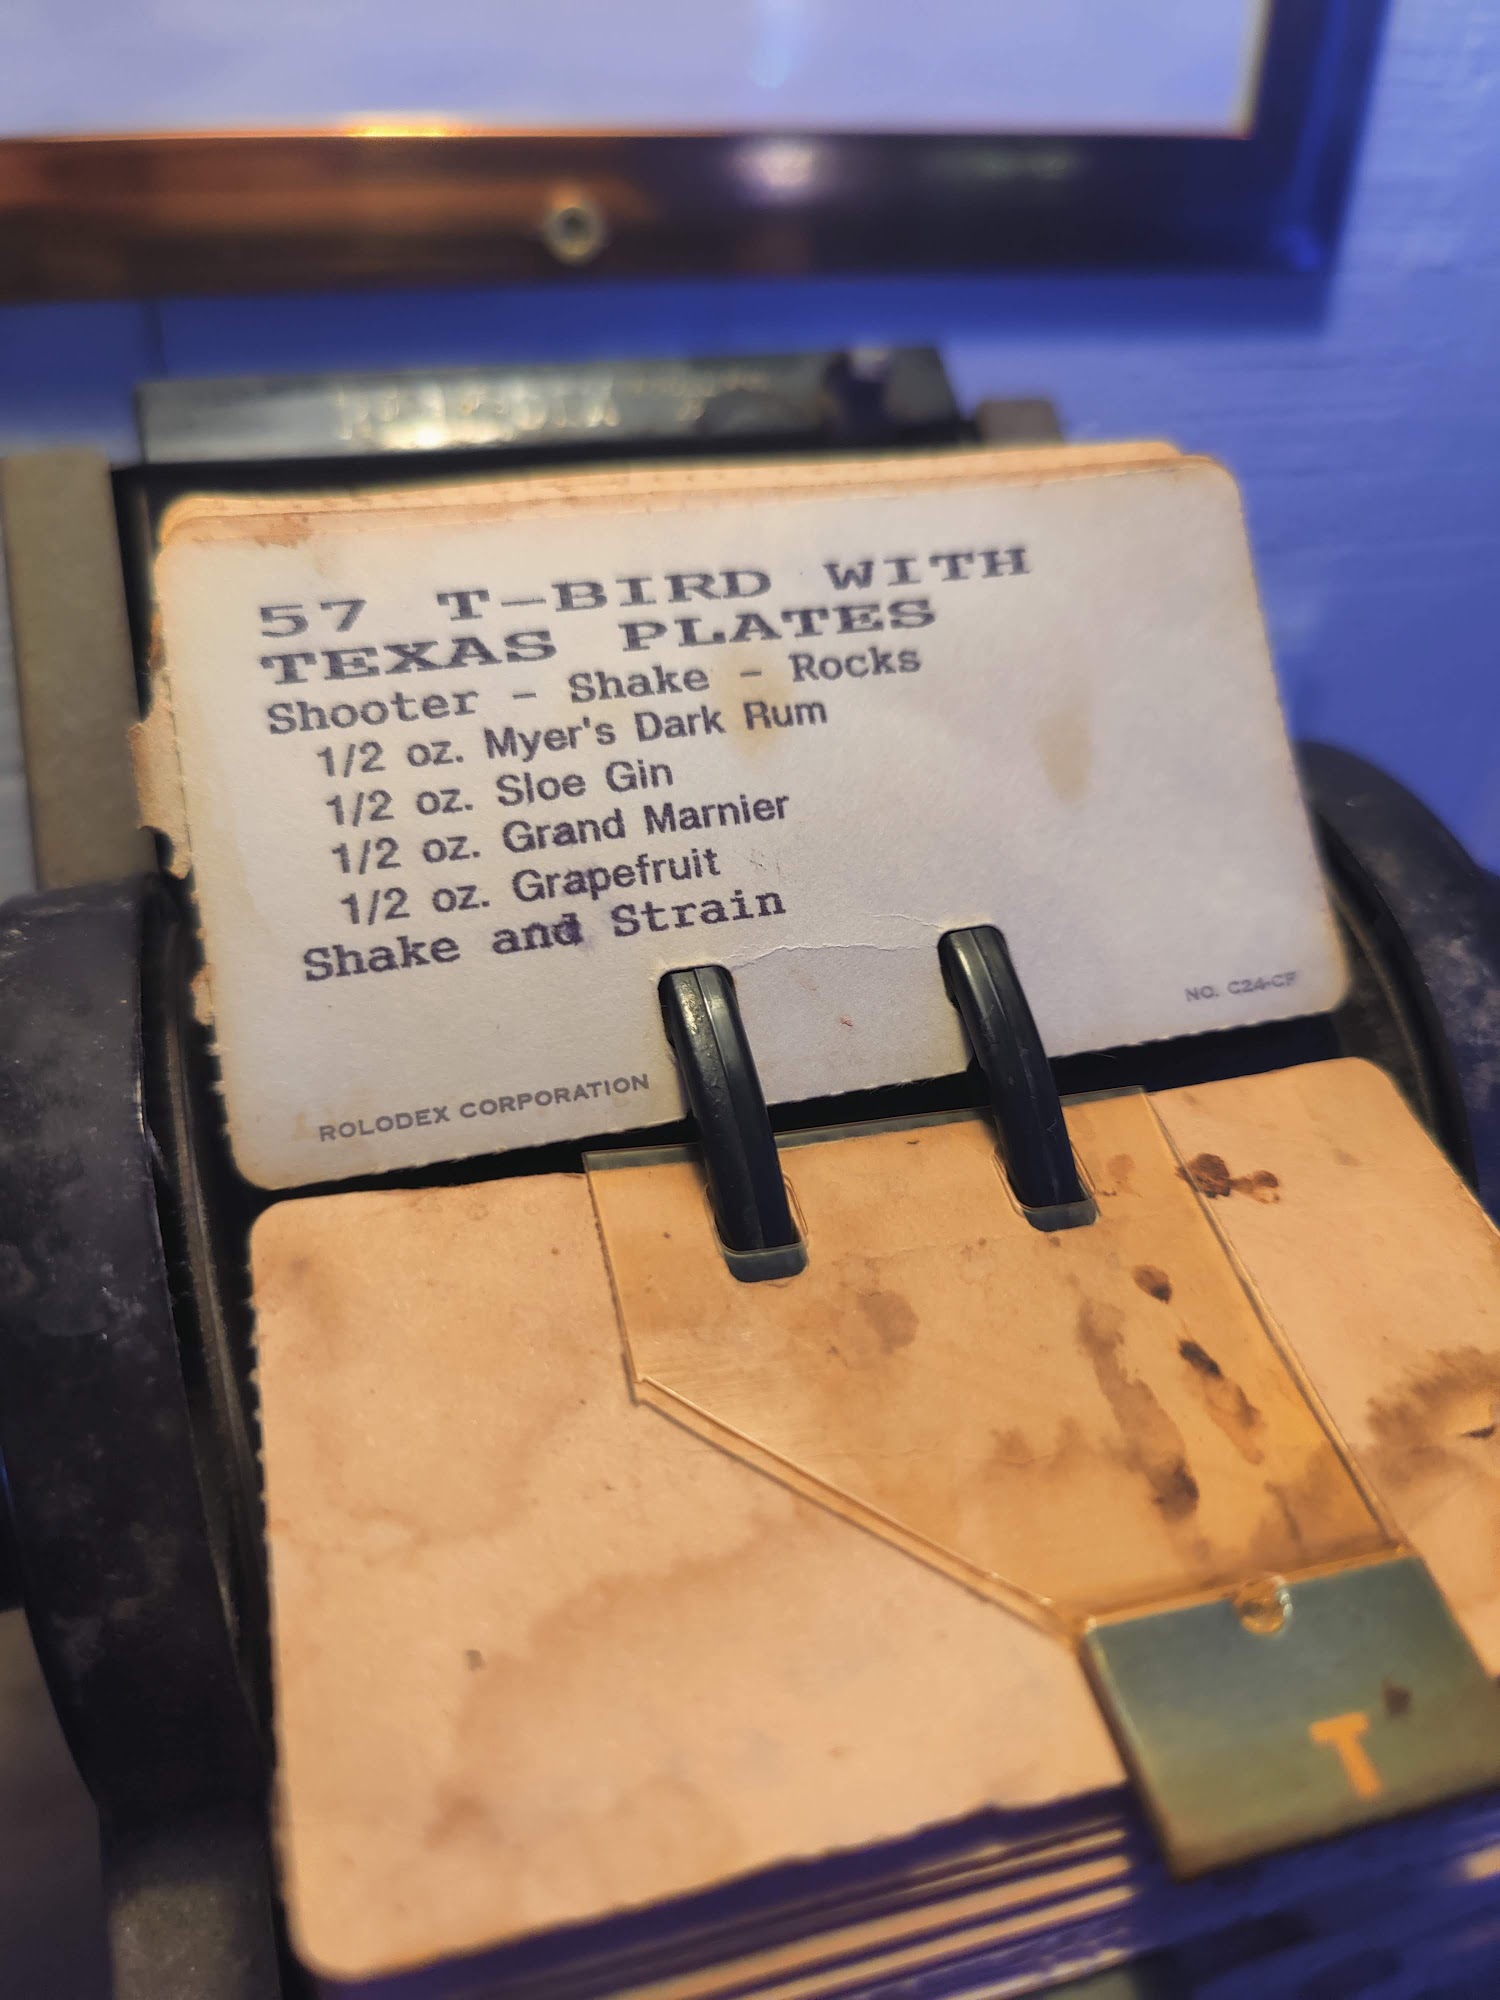 57 T-BIRD WITH
TEXAS PLATES
Shooter - Shake - Rocks
1/2 oz. Myer's Dark Rum
1/2 oz. Sloe Gin
1/2 oz. Grand Marnier
1/2 oz. Grapefruit
Shake and Strain
NO. C24-CF
ROLODEX CORPORATION
T